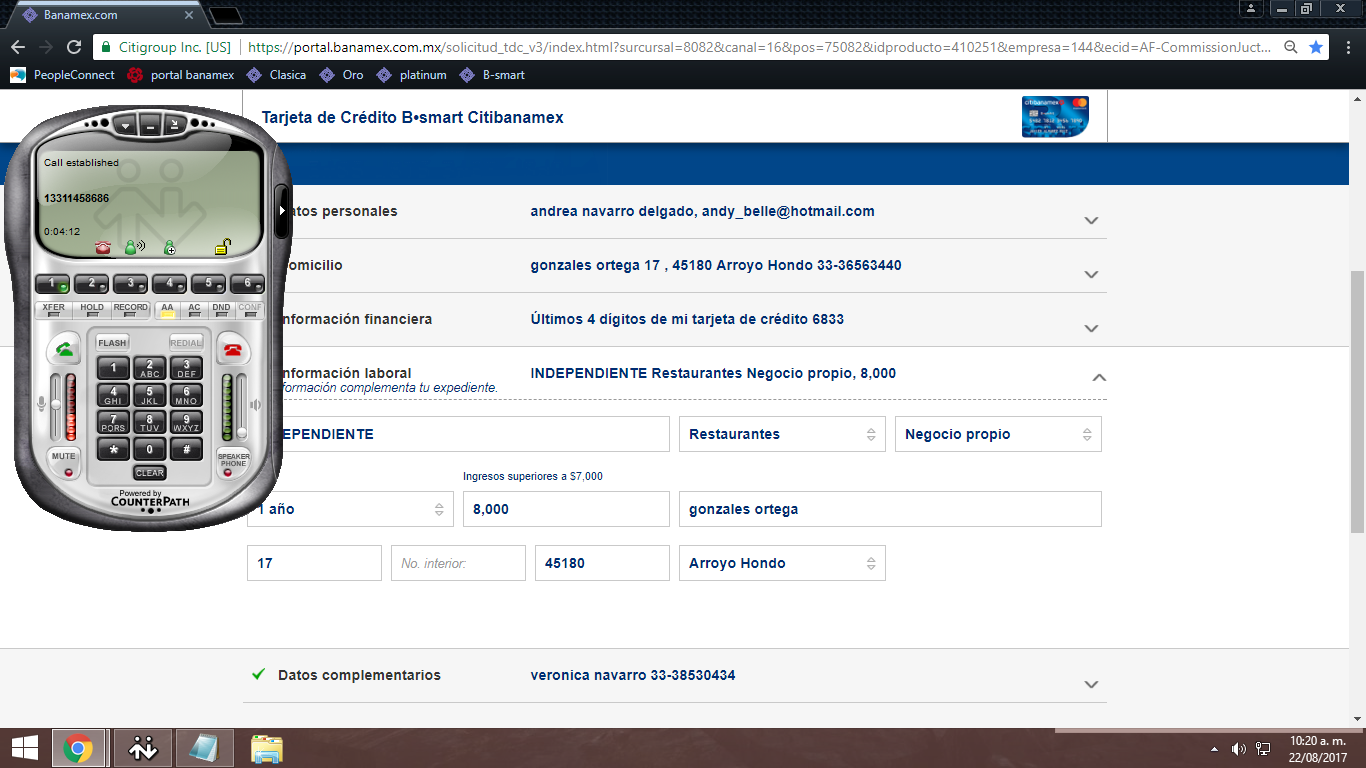 Banamex.com
Citigroup Inc. [US] https://portal.banamex.com.mx/solicitud_tdc_v3/index.html?surcursal=8082&canal=16&pos=75082&idproducto=410251&empresa=144&ecid=AF-CommissionJuct...
PeopleConnect portal banamex Clasica Oro platinum B-smart
Tarjeta de Crédito B•smart Citibanamex
citibanamex
Call established
13311458686
0:04:12
1 2 3 4 5 6
XFER HOLD RECORD AA AC DND CONF
FLASH REDIAL
1 2 ABC 3 DEF
4 GHI 5 JKL 6 MNO
7 PQRS 8 TUV 9 WXYZ
* 0 #
MUTE CLEAR SPEAKER PHONE
Powered by
COUNTERPATH
atos personales andrea navarro delgado, andy_belle@hotmail.com
omicilio gonzales ortega 17 , 45180 Arroyo Hondo 33-36563440
nformación financiera Últimos 4 dígitos de mi tarjeta de crédito 6833
nformación laboral INDEPENDIENTE Restaurantes Negocio propio, 8,000
formación complementa tu expediente.
EPENDIENTE Restaurantes Negocio propio
Ingresos superiores a $7,000
1 año 8,000 gonzales ortega
17 No. interior: 45180 Arroyo Hondo
Datos complementarios veronica navarro 33-38530434
10:20 a. m.
22/08/2017